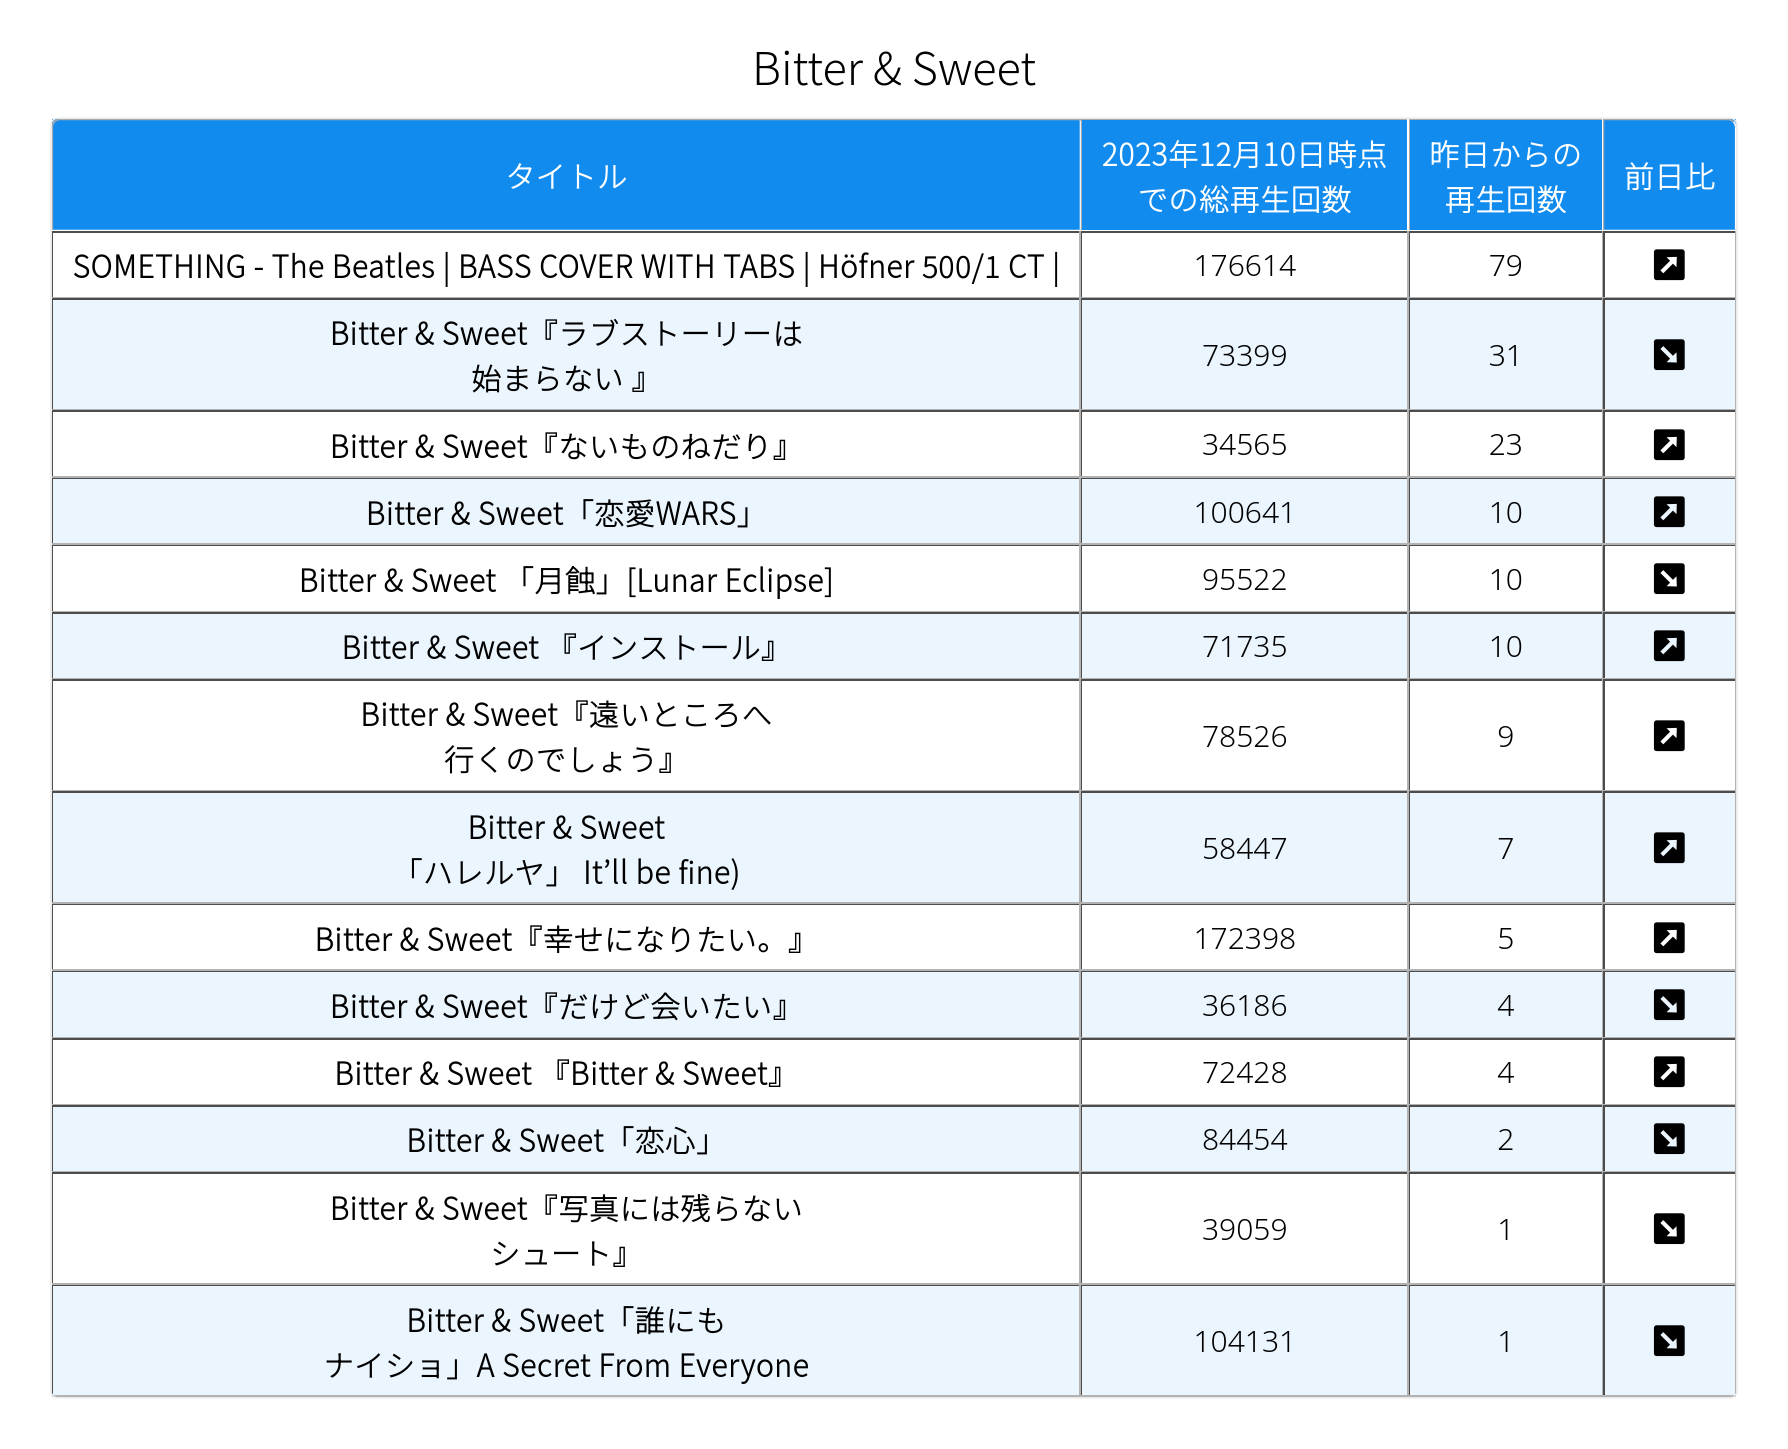 Bitter & Sweet
タイトル
2023年12月10日時点
での総再生回数
昨日からの
再生回数
前日比
SOMETHING - The Beatles | BASS COVER WITH TABS | Höfner 500/1 CT |
176614
79
Bitter & Sweet『ラブストーリーは
始まらない 』
73399
31
Bitter & Sweet『ないものねだり』
34565
23
Bitter & Sweet「恋愛WARS」
100641
10
Bitter & Sweet 「月蝕」[Lunar Eclipse]
95522
10
Bitter & Sweet 『インストール』
71735
10
Bitter & Sweet『遠いところへ
行くのでしょう』
78526
9
Bitter & Sweet
「ハレルヤ」 It’ll be fine)
58447
7
Bitter & Sweet『幸せになりたい。』
172398
5
Bitter & Sweet『だけど会いたい』
36186
4
Bitter & Sweet 『Bitter & Sweet』
72428
4
Bitter & Sweet「恋心」
84454
2
Bitter & Sweet『写真には残らない
シュート』
39059
1
Bitter & Sweet「誰にも
ナイショ」A Secret From Everyone
104131
1